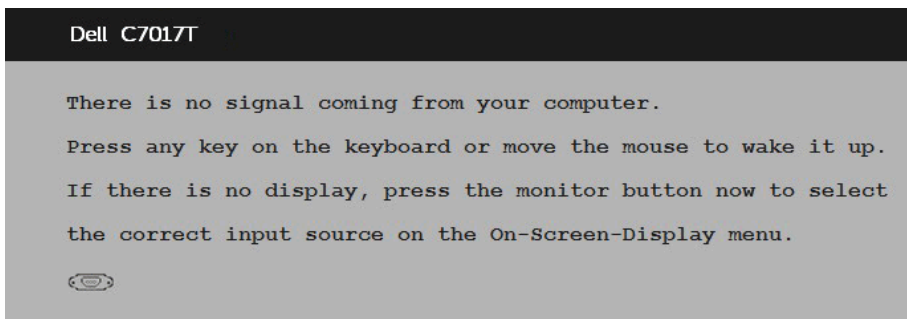 Dell C7017T
There is no signal coming from your computer.
Press any key on the keyboard or move the mouse to wake it up.
If there is no display, press the monitor button now to select
the correct input source on the On-Screen-Display menu.